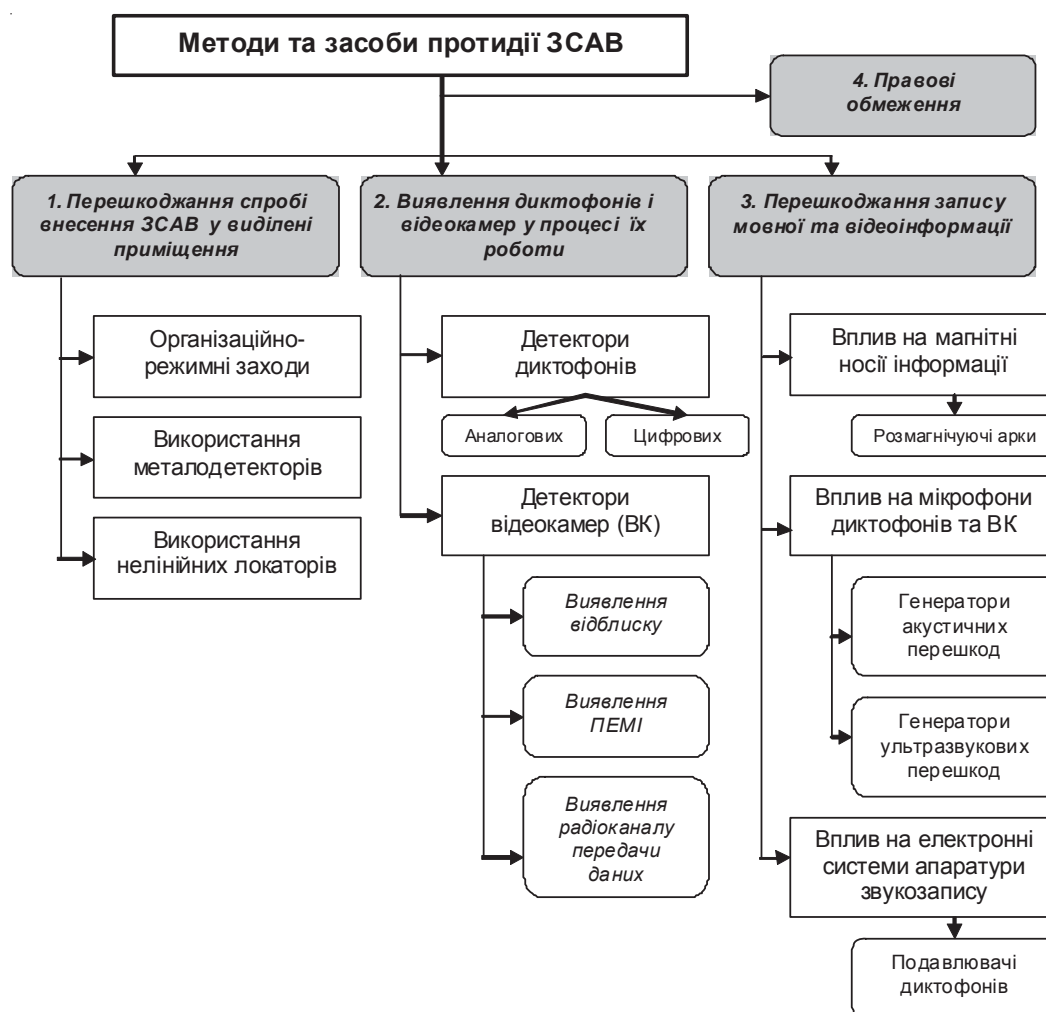 Методи та засоби протидії ЗСАВ
4. Правові
обмеження
1. Перешкоджання спробі
внесення ЗСАВ у виділені
приміщення
2. Виявлення диктофонів і
відеокамер у процесі їх
роботи
3. Перешкоджання запису
мовної та відеоінформації
Організаційно-
режимні заходи
Використання
металодетекторів
Використання
нелінійних локаторів
Детектори
диктофонів
Аналогових
Цифрових
Детектори
відеокамер (ВК)
Виявлення
відблиску
Виявлення
ПЕМІ
Виявлення
радіоканалу
передачи
даних
Вплив на магнітні
носії інформації
Розмагнічуючі арки
Вплив на мікрофони
диктофонів та ВК
Генератори
акустичних
перешкод
Генератори
ультразвукових
перешкод
Вплив на електронні
системи апаратури
звукозапису
Подавлювачі
диктофонів